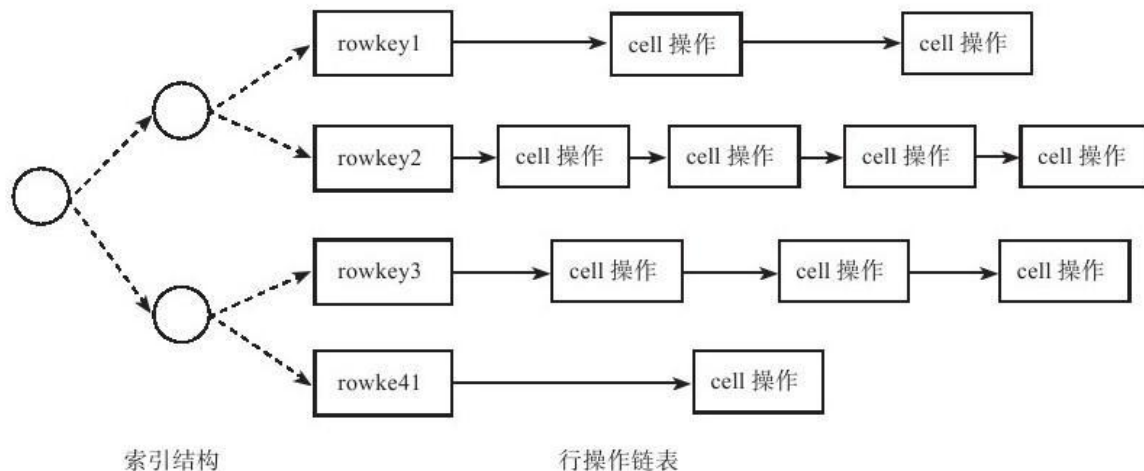 rowkey1 cell 操作 cell 操作
rowkey2 cell 操作 cell 操作 cell 操作 cell 操作
rowkey3 cell 操作 cell 操作 cell 操作
rowke41 cell 操作
索引结构 行操作链表